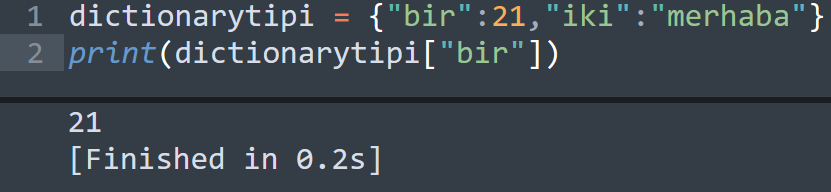 1 dictionarytipi = {"bir":21,"iki":"merhaba"}
2 print(dictionarytipi["bir"])
21
[Finished in 0.2s]